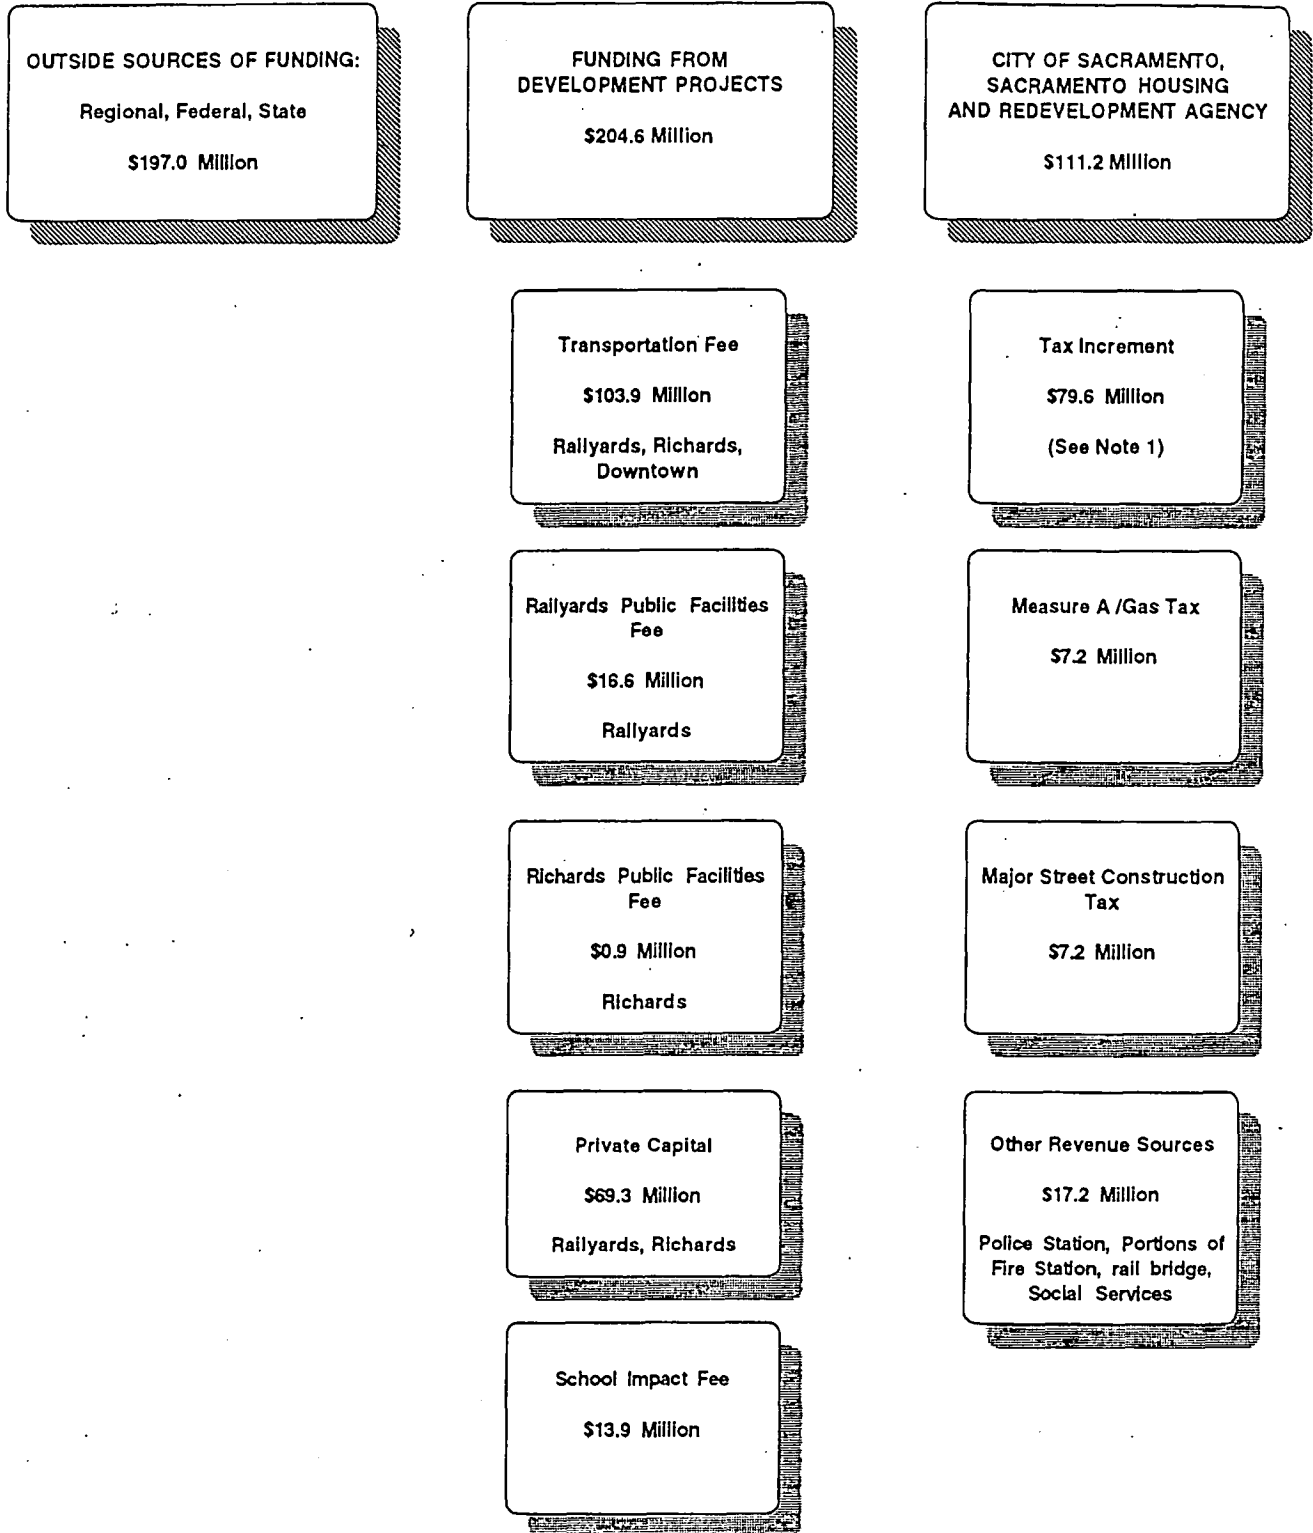 OUTSIDE SOURCES OF FUNDING:
Regional, Federal, State
$197.0 Million
FUNDING FROM
DEVELOPMENT PROJECTS
$204.6 Million
CITY OF SACRAMENTO,
SACRAMENTO HOUSING
AND REDEVELOPMENT AGENCY
$111.2 Million
Transportation Fee
$103.9 Million
Railyards, Richards,
Downtown
Railyards Public Facilities
Fee
$16.6 Million
Railyards
Richards Public Facilities
Fee
$0.9 Million
Richards
Private Capital
$69.3 Million
Railyards, Richards
School Impact Fee
$13.9 Million
Tax Increment
$79.6 Million
(See Note 1)
Measure A /Gas Tax
$7.2 Million
Major Street Construction
Tax
$7.2 Million
Other Revenue Sources
$17.2 Million
Police Station, Portions of
Fire Station, rail bridge,
Social Services